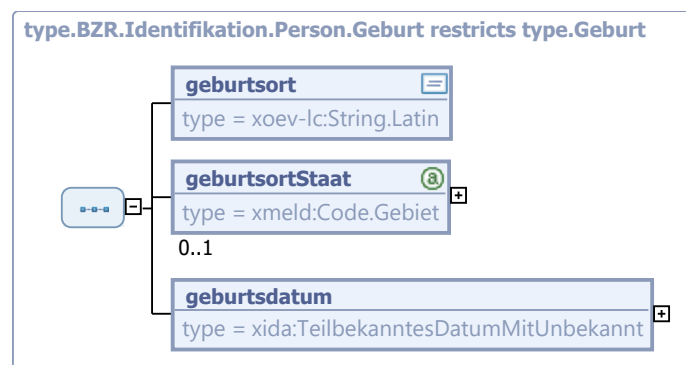 type.BZR.Identifikation.Person.Geburt restricts type.Geburt
geburtsort
type = xoev-lc:String.Latin
geburtsortStaat
type = xmeld:Code.Gebiet
0..1
geburtsdatum
type = xida:TeilbekanntesDatumMitUnbekannt